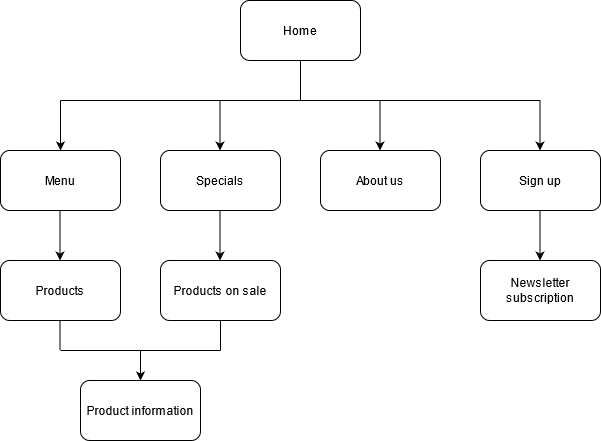 Home
Menu
Specials
About us
Sign up
Products
Products on sale
Newsletter
subscription
Product information